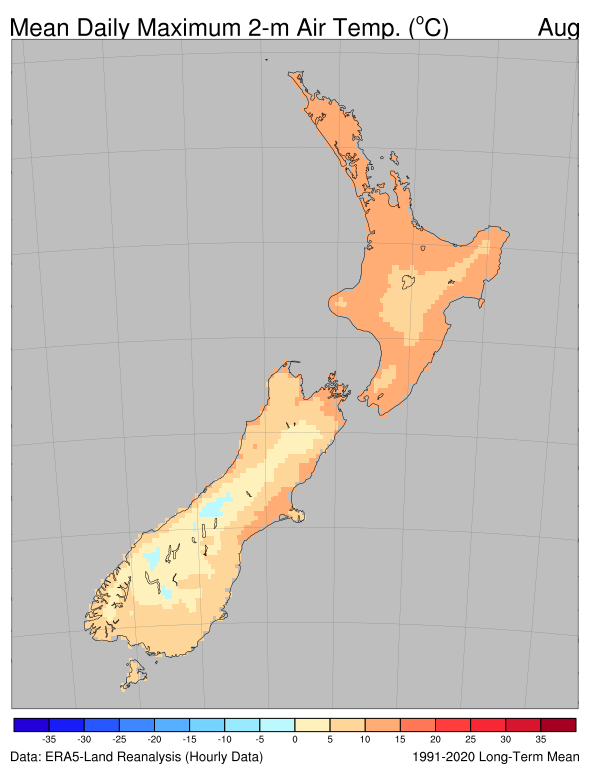 Mean Daily Maximum 2-m Air Temp. (°C) Aug
-35 -30 -25 -20 -15 -10 -5 0 5 10 15 20 25 30 35
Data: ERA5-Land Reanalysis (Hourly Data) 1991-2020 Long-Term Mean